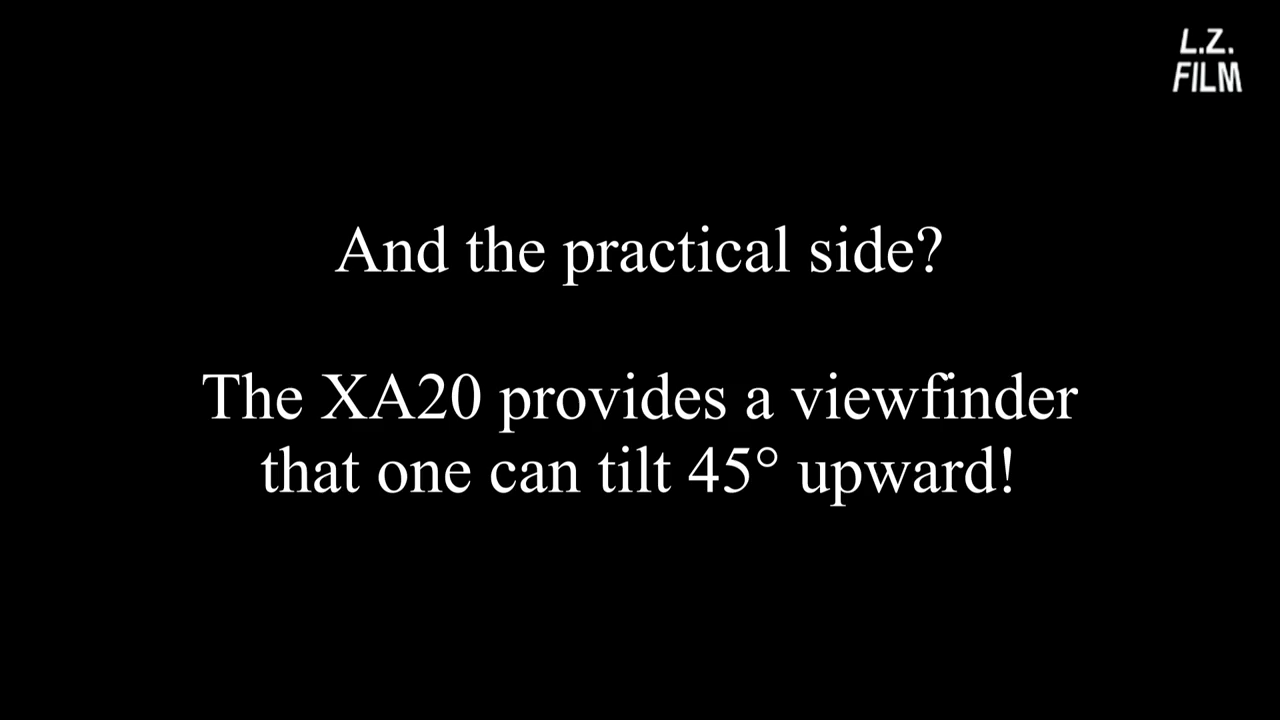 L.Z.
FILM
And the practical side?
The XA20 provides a viewfinder
that one can tilt 45° upward!